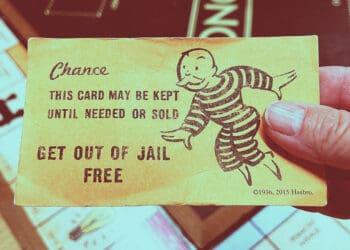 Chance
THIS CARD MAY BE KEPT
UNTIL NEEDED OR SOLD
GET OUT OF JAIL
FREE
©1936, 2015 Hasbro.